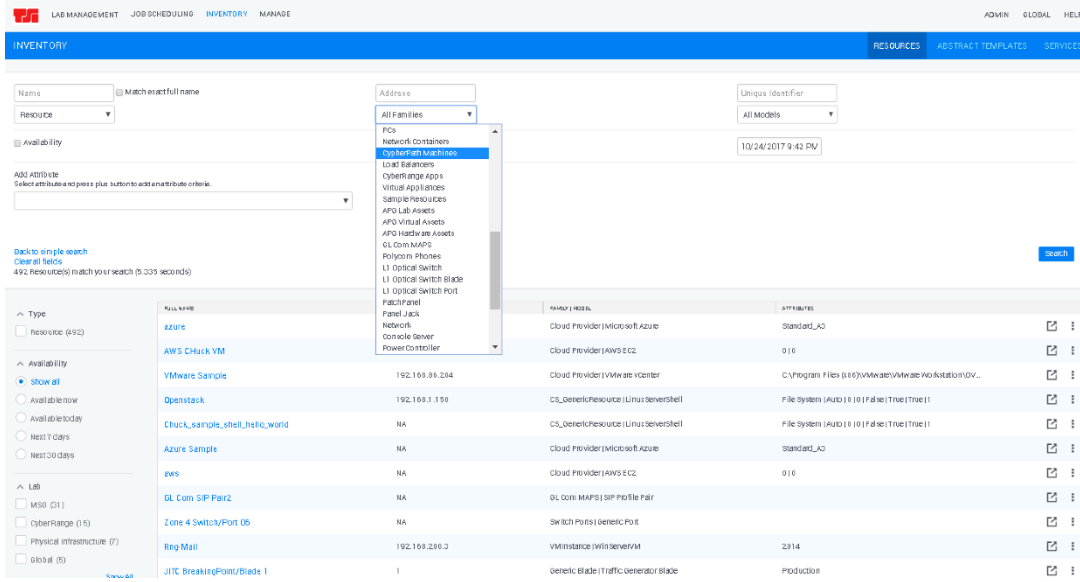 TSI LAB MANAGEMENT JOB SCHEDULING INVENTORY MANAGE ADMIN GLOBAL HELP
INVENTORY RESOURCES ABSTRACT TEMPLATES SERVICES
Name Match exact full name Address Unique Identifier
Resource All Families All Models
PCs
Network Containers
CypherPath Machines
Load Balancers
CyberRange Apps
Virtual Appliances
Sample Resources
APG Lab Assets
APG Virtual Assets
APG Hardware Assets
GL Com MAPS
Polycom Phones
L1 Optical Switch
L1 Optical Switch Blade
L1 Optical Switch Port
Patch Panel
Panel Jack
Network
Console Server
Power Controller
Availability 10/24/2017 9:42 PM
Add Attribute
Select attribute and press plus button to add an attribute criteria.
Back to simple search
Clear all fields
492 Resource(s) match your search (5.335 seconds)
Search
Type
Resource (492)
Availability
Show all
Available now
Available today
Next 7 days
Next 30 days
Lab
MSO (31)
CyberRange (15)
Physical Infrastructure (7)
Global (5)
Show All
FULL NAME FAMILY | MODEL ATTRIBUTES
azure Cloud Provider | Microsoft Azure Standard_A3
AWS CHuck VM Cloud Provider | AWS EC2 0 | 0
VMware Sample 192.168.86.204 Cloud Provider | VMware vCenter C:\Program Files (x86)\VMware\VMware Workstation\OV...
Openstack 192.168.1.150 CS_GenericResource | LinuxServerShell File System | Auto | 0 | 0 | False | True | True | 1
Chuck_sample_shell_hello_world NA CS_GenericResource | LinuxServerShell File System | Auto | 0 | 0 | False | True | True | 1
Azure Sample NA Cloud Provider | Microsoft Azure Standard_A3
aws NA Cloud Provider | AWS EC2 0 | 0
GL Com SIP Pair2 NA GL Com MAPS | SIP Profile Pair
Zone 4 Switch/Port 05 NA Switch Ports | Generic Port
Rng-Mail 192.168.200.3 VMInstance | WinServerVM 2014
JITC BreakingPoint/Blade 1 1 Generic Blade | Traffic Generator Blade Production